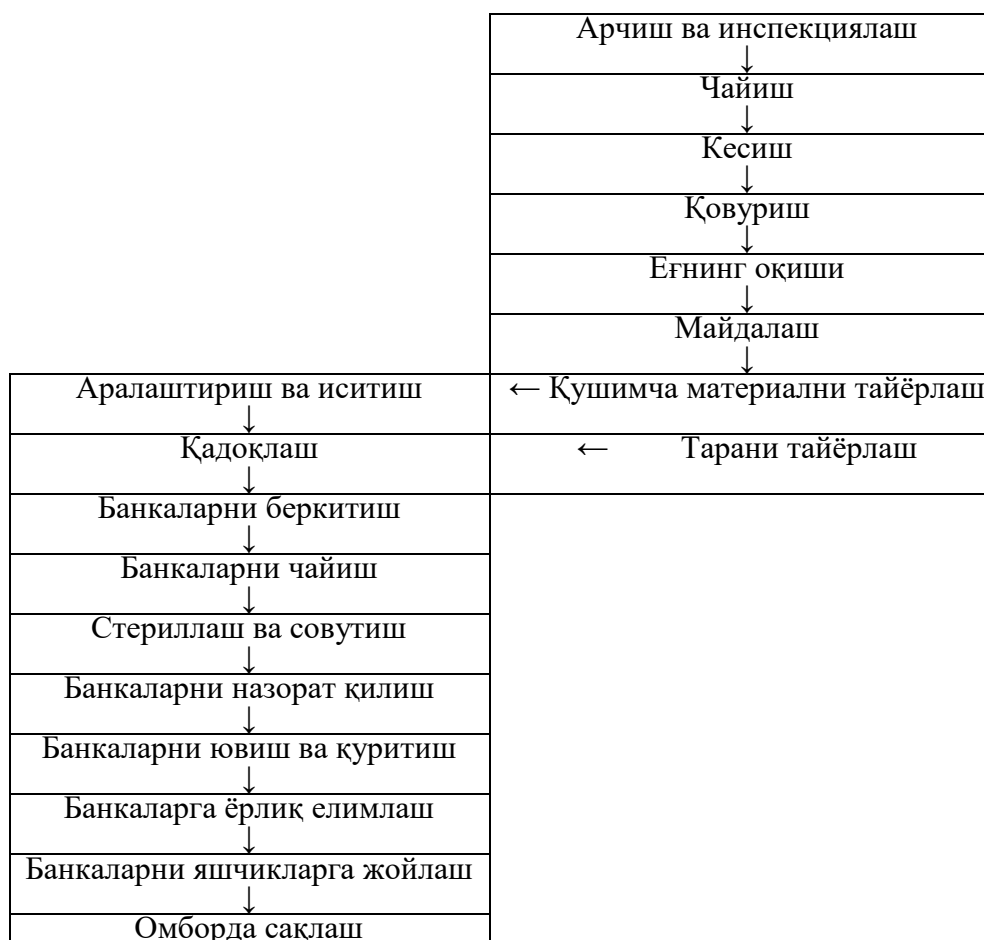 Арчиш ва инспекциялаш
↓
Чайиш
↓
Кесиш
↓
Қовуриш
↓
Еғнинг оқиши
↓
Майдалаш
↓
Аралаштириш ва иситиш ← Қушимча материални тайёрлаш
↓
Қадоқлаш ← Тарани тайёрлаш
↓
Банкаларни беркитиш
↓
Банкаларни чайиш
↓
Стериллаш ва совутиш
↓
Банкаларни назорат қилиш
↓
Банкаларни ювиш ва қуритиш
↓
Банкаларга ёрлиқ елимлаш
↓
Банкаларни яшчикларга жойлаш
↓
Омборда сақлаш